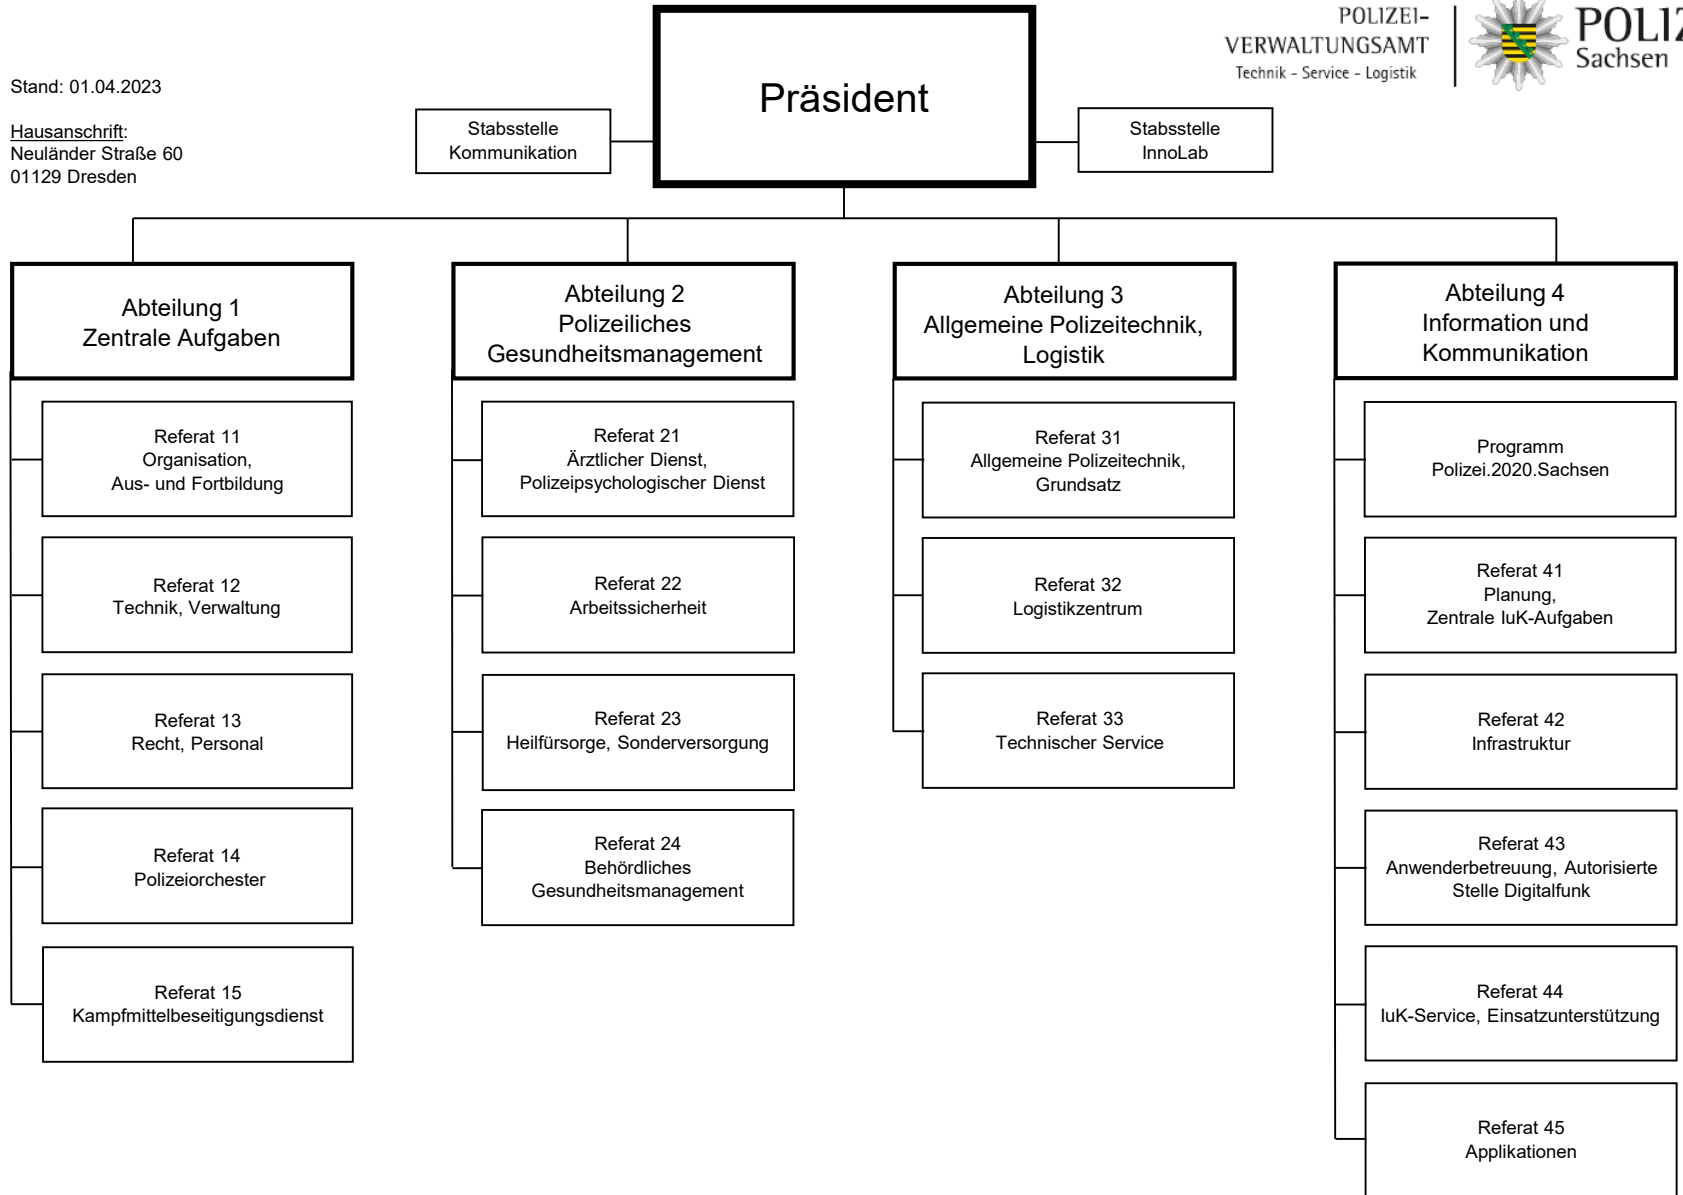 POLIZEI-
VERWALTUNGSAMT
Technik - Service - Logistik
Sachsen
Stand: 01.04.2023
Hausanschrift:
Neuländer Straße 60
01129 Dresden
Stabsstelle
Kommunikation
Präsident
Stabsstelle
InnoLab
Abteilung 1
Zentrale Aufgaben
Referat 11
Organisation,
Aus- und Fortbildung
Referat 12
Technik, Verwaltung
Referat 13
Recht, Personal
Referat 14
Polizeiorchester
Referat 15
Kampfmittelbeseitigungsdienst
Abteilung 2
Polizeiliches
Gesundheitsmanagement
Referat 21
Ärztlicher Dienst,
Polizeipsychologischer Dienst
Referat 22
Arbeitssicherheit
Referat 23
Heilfürsorge, Sonderversorgung
Referat 24
Behördliches
Gesundheitsmanagement
Abteilung 3
Allgemeine Polizeitechnik,
Logistik
Referat 31
Allgemeine Polizeitechnik,
Grundsatz
Referat 32
Logistikzentrum
Referat 33
Technischer Service
Abteilung 4
Information und
Kommunikation
Programm
Polizei.2020.Sachsen
Referat 41
Planung,
Zentrale IuK-Aufgaben
Referat 42
Infrastruktur
Referat 43
Anwenderbetreuung, Autorisierte
Stelle Digitalfunk
Referat 44
IuK-Service, Einsatzunterstützung
Referat 45
Applikationen